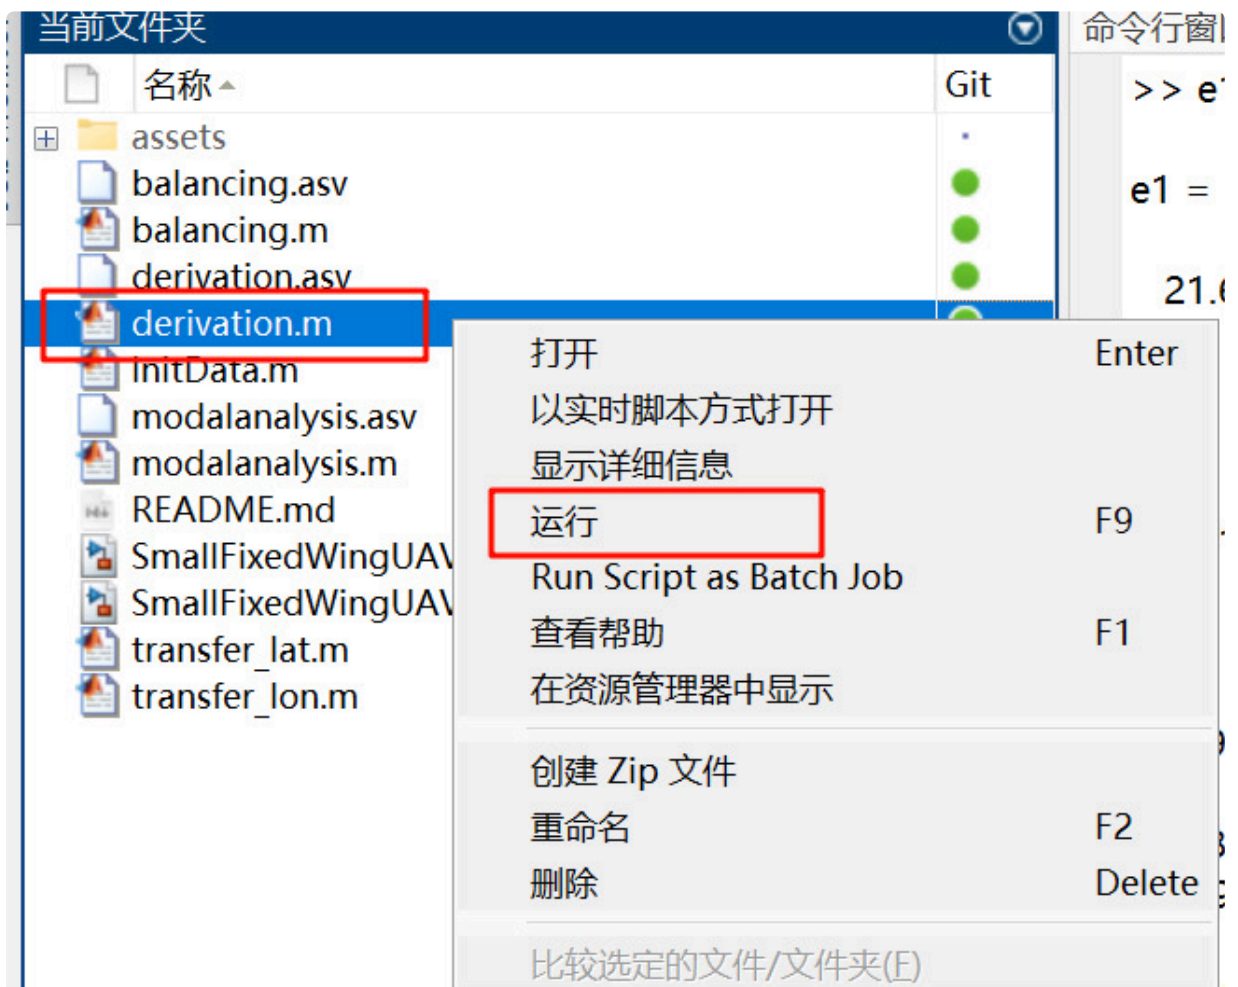 当前文件夹
名称
Git
assets
balancing.asv
balancing.m
derivation.asv
derivation.m
InitData.m
modalanalysis.asv
modalanalysis.m
README.md
SmallFixedWingUAV
SmallFixedWingUAV
transfer_lat.m
transfer_lon.m
打开 Enter
以实时脚本方式打开
显示详细信息
运行 F9
Run Script as Batch Job
查看帮助 F1
在资源管理器中显示
创建 Zip 文件
重命名 F2
删除 Delete
比较选定的文件/文件夹(F)
命令行窗
>> e
e1 =
21.